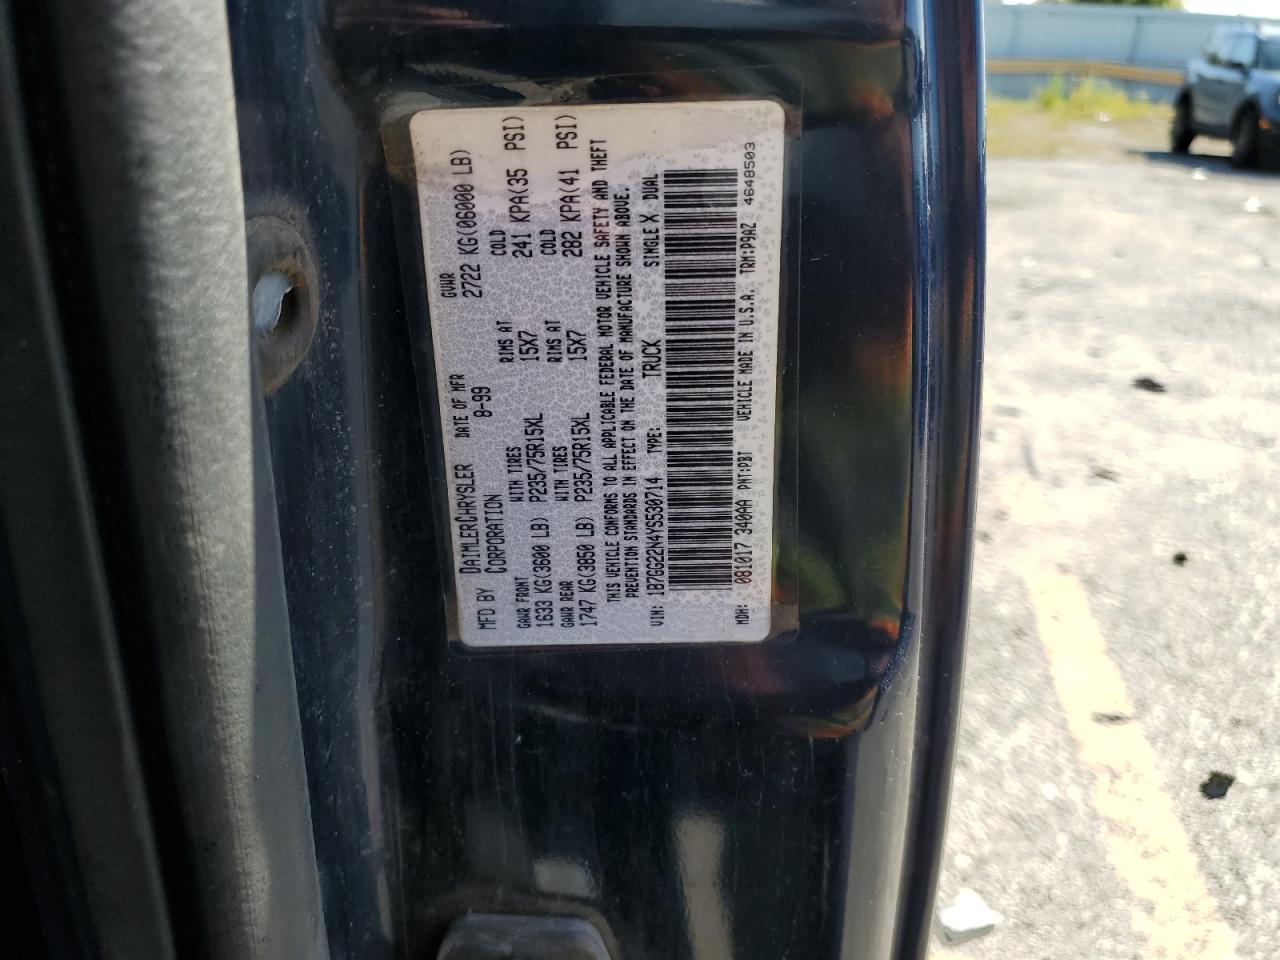 MFD BY DAIMLERCHRYSLER CORPORATION DATE OF MFR 8-99 GVWR 2722 KG(06000 LB)
GAWR FRONT WITH TIRES RIMS AT COLD
1633 KG(3600 LB) P235/75R15XL 15X7 241 KPA(35 PSI)
GAWR REAR WITH TIRES RIMS AT COLD
1747 KG(3850 LB) P235/75R15XL 15X7 282 KPA(41 PSI)
THIS VEHICLE CONFORMS TO ALL APPLICABLE FEDERAL MOTOR VEHICLE SAFETY AND THEFT
PREVENTION STANDARDS IN EFFECT ON THE DATE OF MANUFACTURE SHOWN ABOVE.
VIN: 1B7GG22N4YS530714 TYPE: TRUCK SINGLE X DUAL
MDH: 081017 340AA PNT:PBT VEHICLE MADE IN U.S.A. TRM:P9AZ 4648503